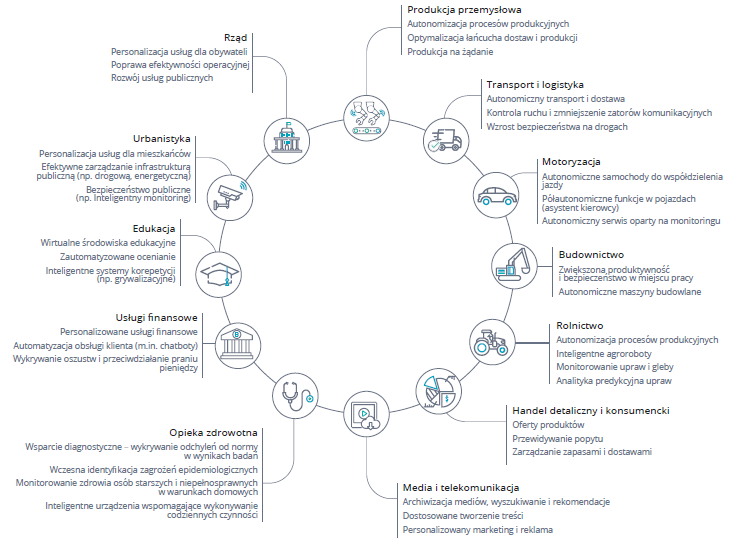 Produkcja przemysłowa
Autonomizacja procesów produkcyjnych
Optymalizacja łańcucha dostaw i produkcji
Produkcja na żądanie
Transport i logistyka
Autonomiczny transport i dostawa
Kontrola ruchu i zmniejszenie zatorów komunikacyjnych
Wzrost bezpieczeństwa na drogach
Motoryzacja
Autonomiczne samochody do współdzielenia
jazdy
Półautonomiczne funkcje w pojazdach
(asystent kierowcy)
Autonomiczny serwis oparty na monitoringu
Budownictwo
Zwiększona produktywność
i bezpieczeństwo w miejscu pracy
Autonomiczne maszyny budowlane
Rolnictwo
Autonomizacja procesów produkcyjnych
Inteligentne agroroboty
Monitorowanie upraw i gleby
Analityka predykcyjna upraw
Handel detaliczny i konsumencki
Oferty produktów
Przewidywanie popytu
Zarządzanie zapasami i dostawami
Media i telekomunikacja
Archiwizacja mediów, wyszukiwanie i rekomendacje
Dostosowane tworzenie treści
Personalizowany marketing i reklama
Opieka zdrowotna
Wsparcie diagnostyczne – wykrywanie odchyleń od normy
w wynikach badań
Wczesna identyfikacja zagrożeń epidemiologicznych
Monitorowanie zdrowia osób starszych i niepełnosprawnych
w warunkach domowych
Inteligentne urządzenia wspomagające wykonywanie
codziennych czynności
Usługi finansowe
Personalizowane usługi finansowe
Automatyzacja obsługi klienta (m.in. chatboty)
Wykrywanie oszustw i przeciwdziałanie praniu
pieniędzy
Edukacja
Wirtualne środowiska edukacyjne
Zautomatyzowane ocenianie
Inteligentne systemy korepetycji
(np. grywalizacyjne)
Urbanistyka
Personalizacja usług dla mieszkańców
Efektywne zarządzanie infrastrukturą
publiczną (np. drogową, energetyczną)
Bezpieczeństwo publiczne
(np. Inteligentny monitoring)
Rząd
Personalizacja usług dla obywateli
Poprawa efektywności operacyjnej
Rozwój usług publicznych